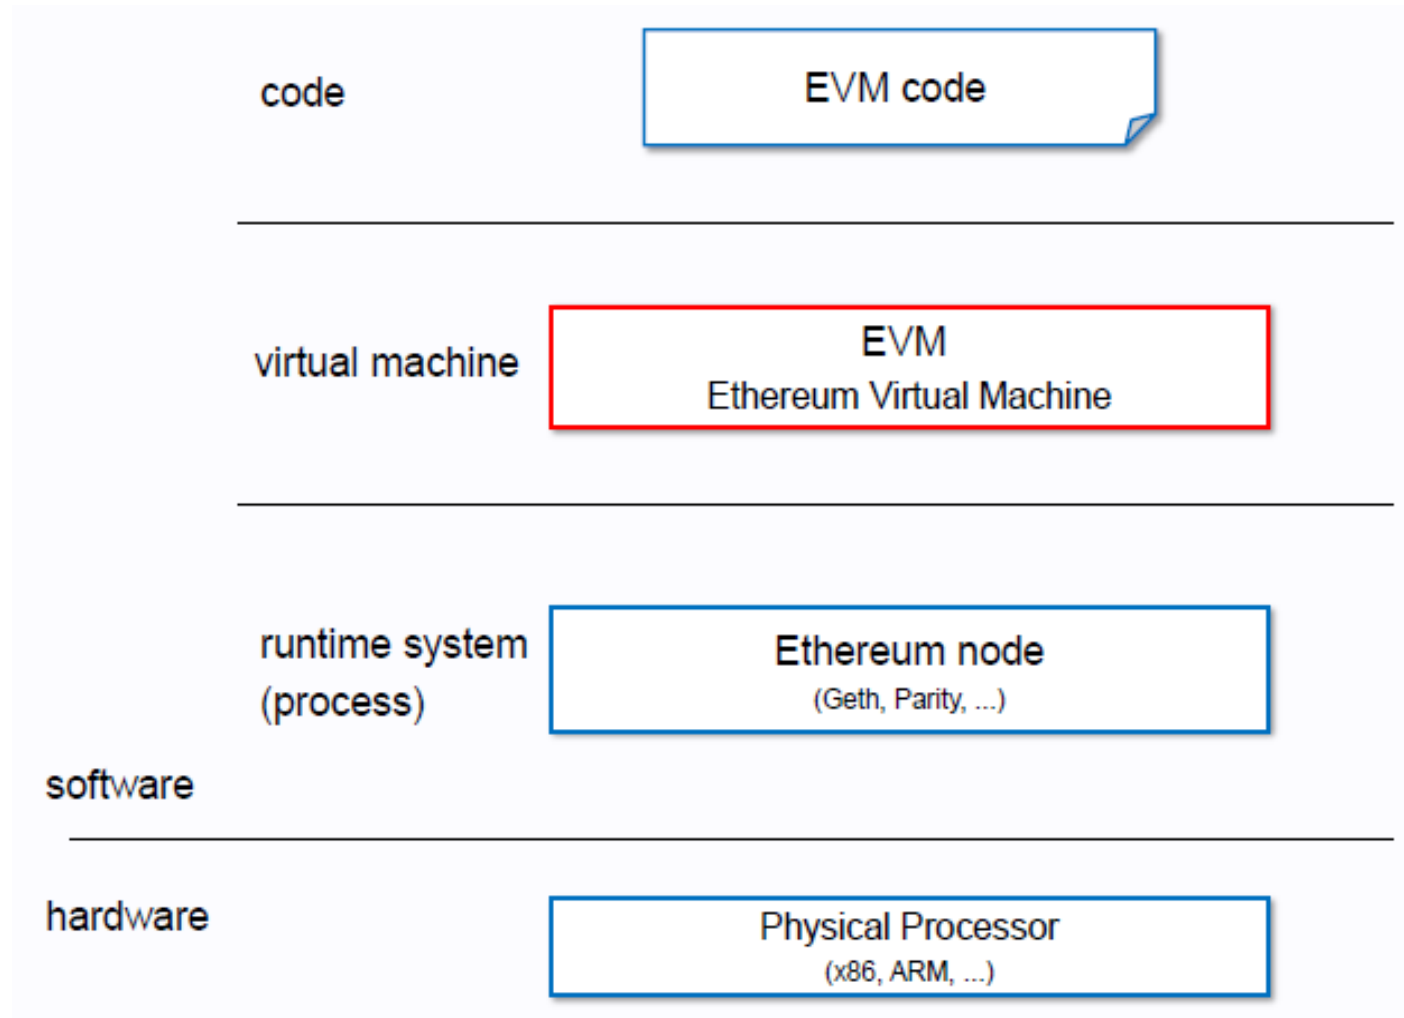 code
EVM code
virtual machine
EVM
Ethereum Virtual Machine
runtime system
(process)
Ethereum node
(Geth, Parity, ...)
software
hardware
Physical Processor
(x86, ARM, ...)